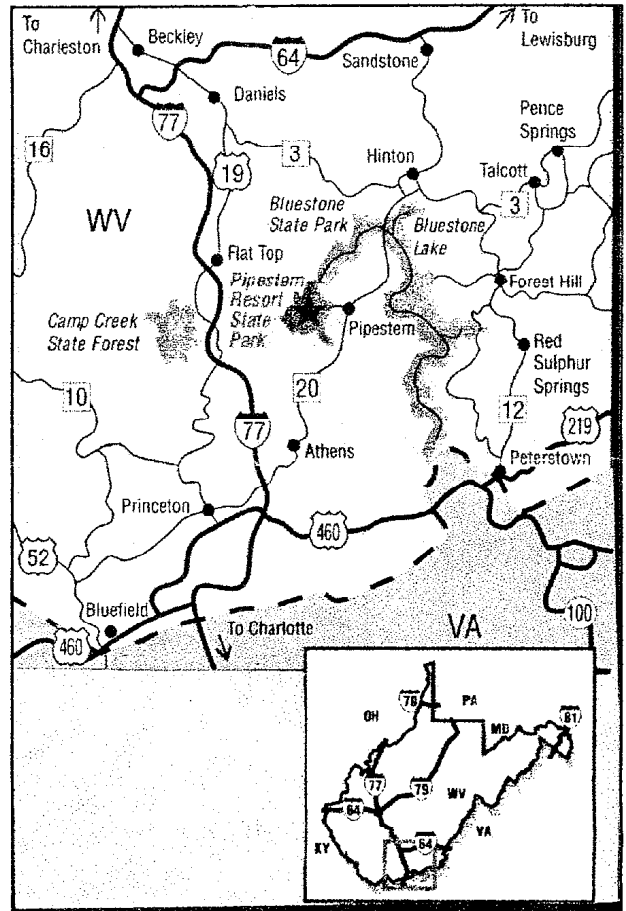 To
Charleston
Beckley
64
Sandstone
To
Lewisburg
Daniels
77
16
19
3
Hinton
Pence
Springs
Talcott
3
WV
Bluestone
State Park
Bluestone
Lake
Flat Top
Pipestem
Resort
State
Park
Forest Hill
Camp Creek
State Forest
Pipestem
Red
Sulphur
Springs
10
20
12
77
219
Athens
Peterstown
Princeton
460
52
Bluefield
To Charlotte
VA
100
460
OH
PA
MD
81
77
79
WV
64
VA
KY
64